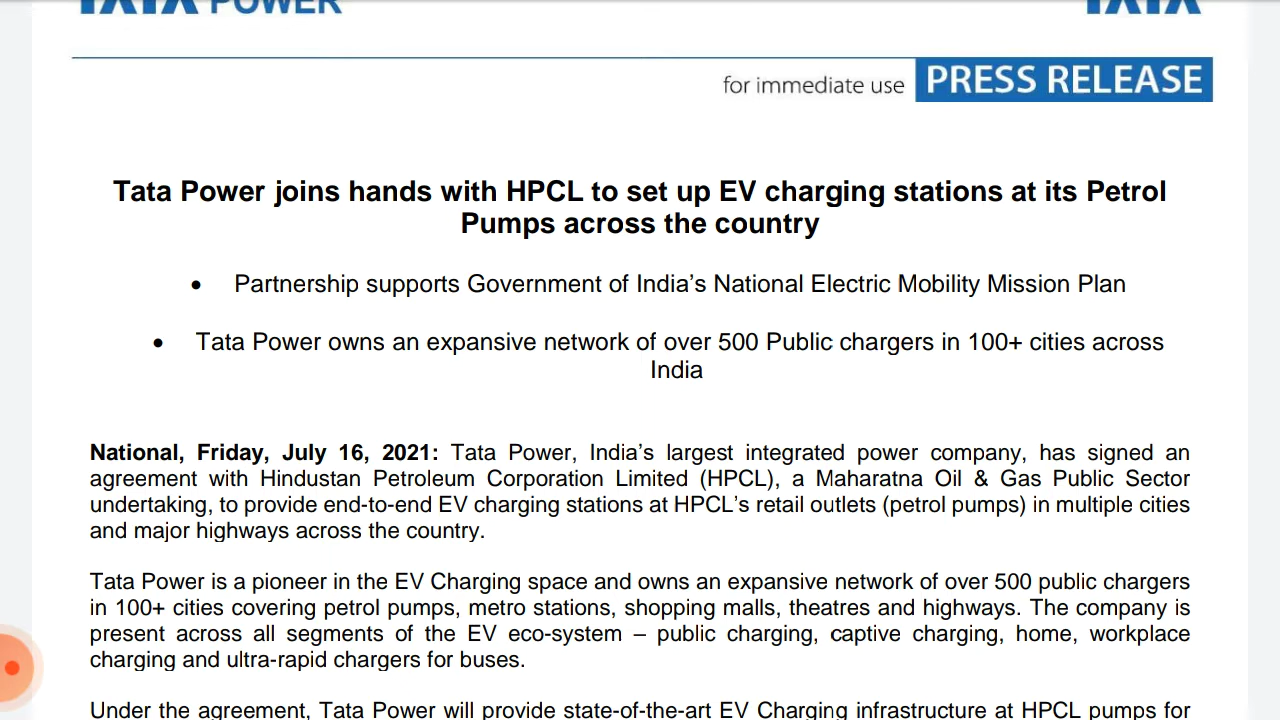 TATA POWER
TATA
for immediate use PRESS RELEASE
Tata Power joins hands with HPCL to set up EV charging stations at its Petrol
Pumps across the country
• Partnership supports Government of India’s National Electric Mobility Mission Plan
• Tata Power owns an expansive network of over 500 Public chargers in 100+ cities across
India
National, Friday, July 16, 2021: Tata Power, India’s largest integrated power company, has signed an
agreement with Hindustan Petroleum Corporation Limited (HPCL), a Maharatna Oil & Gas Public Sector
undertaking, to provide end-to-end EV charging stations at HPCL’s retail outlets (petrol pumps) in multiple cities
and major highways across the country.
Tata Power is a pioneer in the EV Charging space and owns an expansive network of over 500 public chargers
in 100+ cities covering petrol pumps, metro stations, shopping malls, theatres and highways. The company is
present across all segments of the EV eco-system – public charging, captive charging, home, workplace
charging and ultra-rapid chargers for buses.
Under the agreement, Tata Power will provide state-of-the-art EV Charging infrastructure at HPCL pumps for